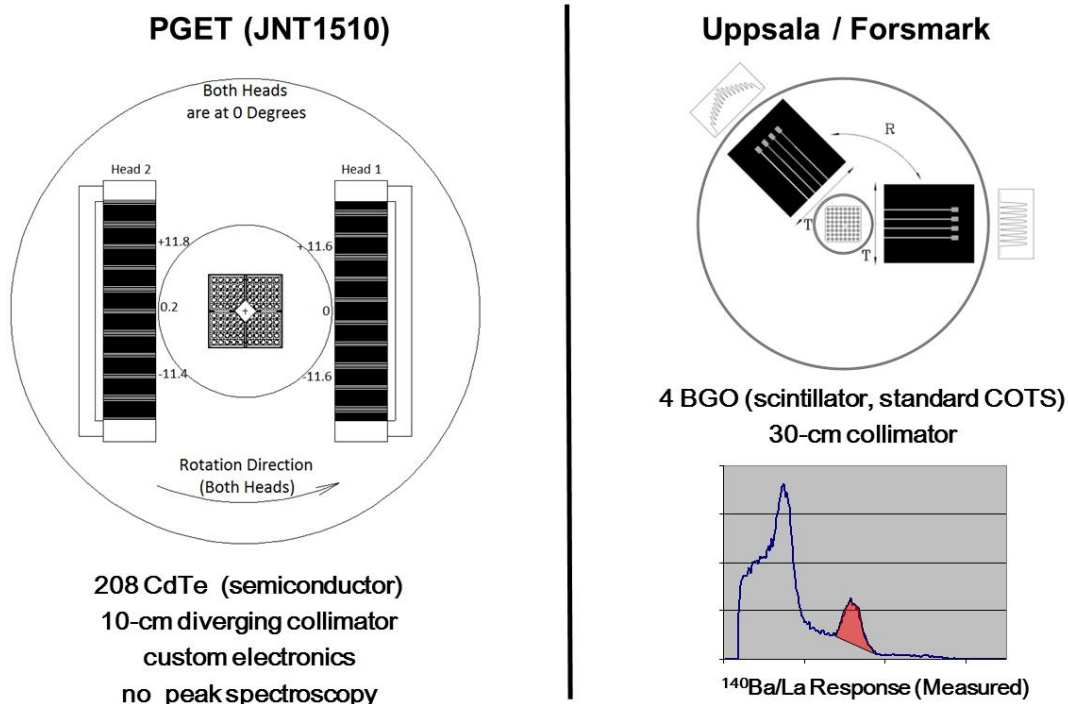 PGET (JNT1510)
Both Heads
are at 0 Degrees
Head 2
Head 1
+11.8
+ 11.6
0.2
0
-11.4
-11.6
Rotation Direction
(Both Heads)
208 CdTe (semiconductor)
10-cm diverging collimator
custom electronics
no peak spectroscopy
Uppsala / Forsmark
R
T
T
4 BGO (scintillator, standard COTS)
30-cm collimator
¹⁴⁰Ba/La Response (Measured)